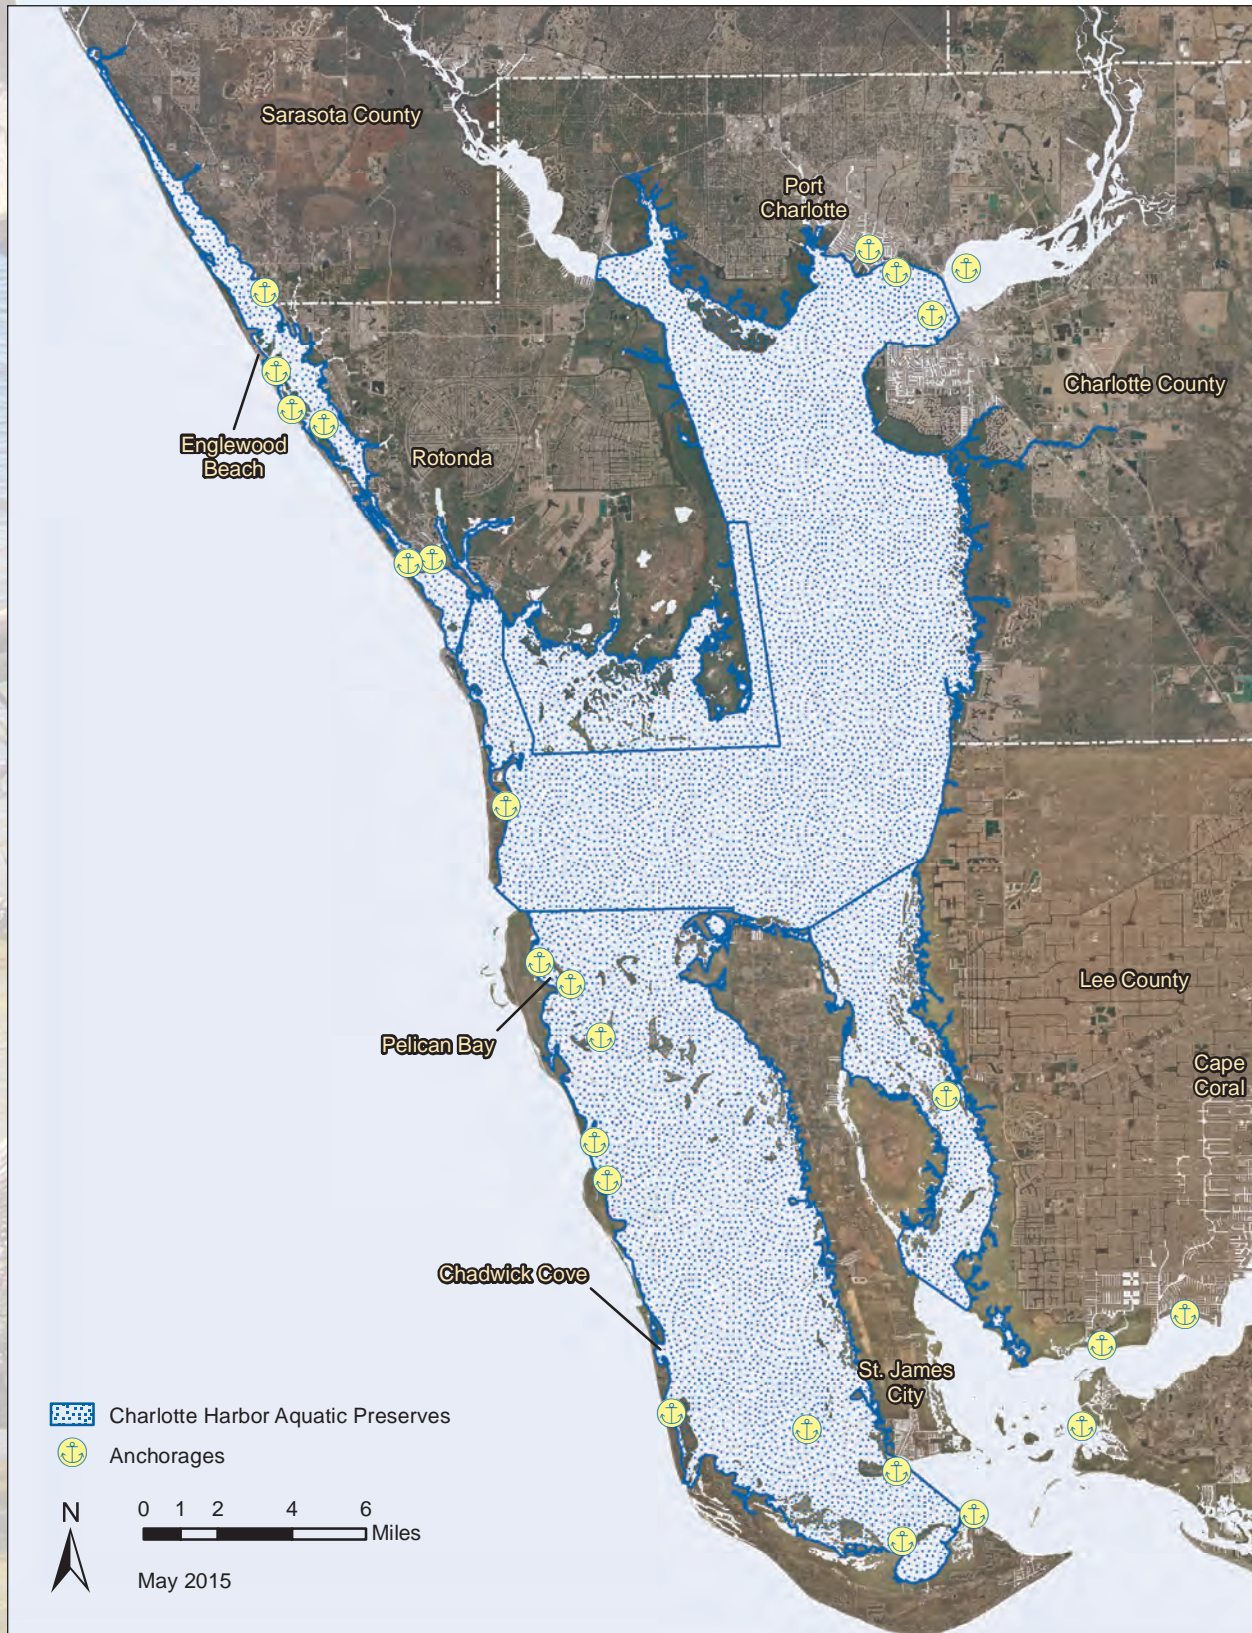 Sarasota County
Port
Charlotte
Charlotte County
Englewood
Beach
Rotonda
Lee County
Pelican Bay
Cape
Coral
Chadwick Cove
St. James
City
Charlotte Harbor Aquatic Preserves
Anchorages
N
0 1 2 4 6
Miles
May 2015